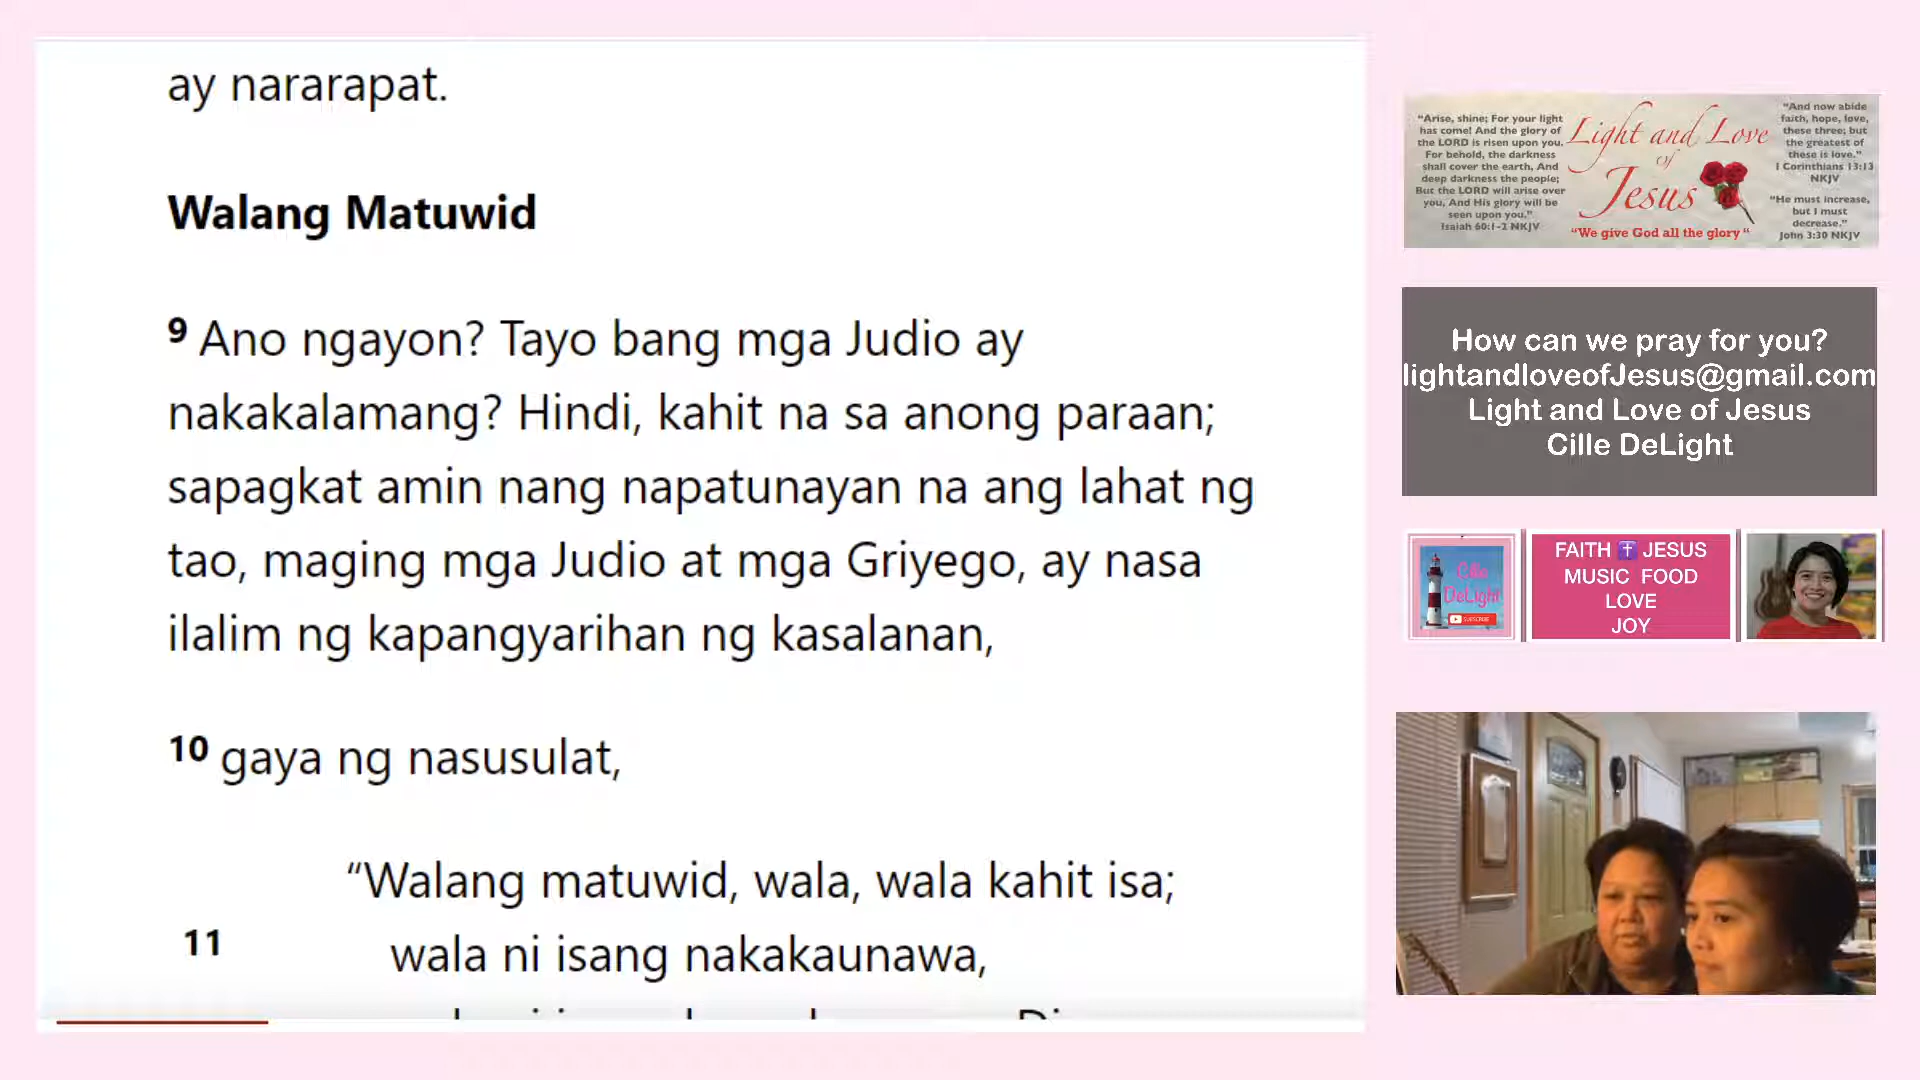 ay nararapat.
Walang Matuwid
9 Ano ngayon? Tayo bang mga Judio ay
nakakalamang? Hindi, kahit na sa anong paraan;
sapagkat amin nang napatunayan na ang lahat ng
tao, maging mga Judio at mga Griyego, ay nasa
ilalim ng kapangyarihan ng kasalanan,
10 gaya ng nasusulat,
“Walang matuwid, wala, wala kahit isa;
11 wala ni isang nakakaunawa,
“Arise, shine; For your light
has come! And the glory of
the LORD is risen upon you.
For behold, the darkness
shall cover the earth, And
deep darkness the people;
But the LORD will arise over
you, And His glory will be
seen upon you.”
Isaiah 60:1-2 NKJV
Light and Love
of
Jesus
“We give God all the glory“
“And now abide
faith, hope, love,
these three; but
the greatest of
these is love.”
I Corinthians 13:13
NKJV
“He must increase,
but I must
decrease.”
John 3:30 NKJV
How can we pray for you?
lightandloveofJesus@gmail.com
Light and Love of Jesus
Cille DeLight
Cille
DeLight
SUBSCRIBE
FAITH ✝️ JESUS
MUSIC FOOD
LOVE
JOY